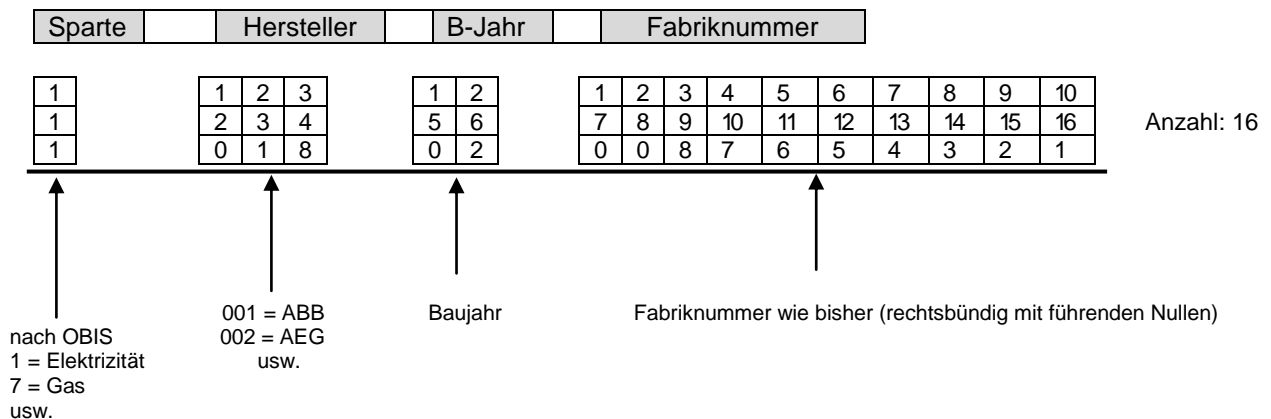 Sparte Hersteller B-Jahr Fabriknummer
1 1 2 3 1 2 1 2 3 4 5 6 7 8 9 10
1 2 3 4 5 6 7 8 9 10 11 12 13 14 15 16 Anzahl: 16
1 0 1 8 0 2 0 0 8 7 6 5 4 3 2 1
nach OBIS
1 = Elektrizität
7 = Gas
usw.
001 = ABB
002 = AEG
usw.
Baujahr
Fabriknummer wie bisher (rechtsbündig mit führenden Nullen)